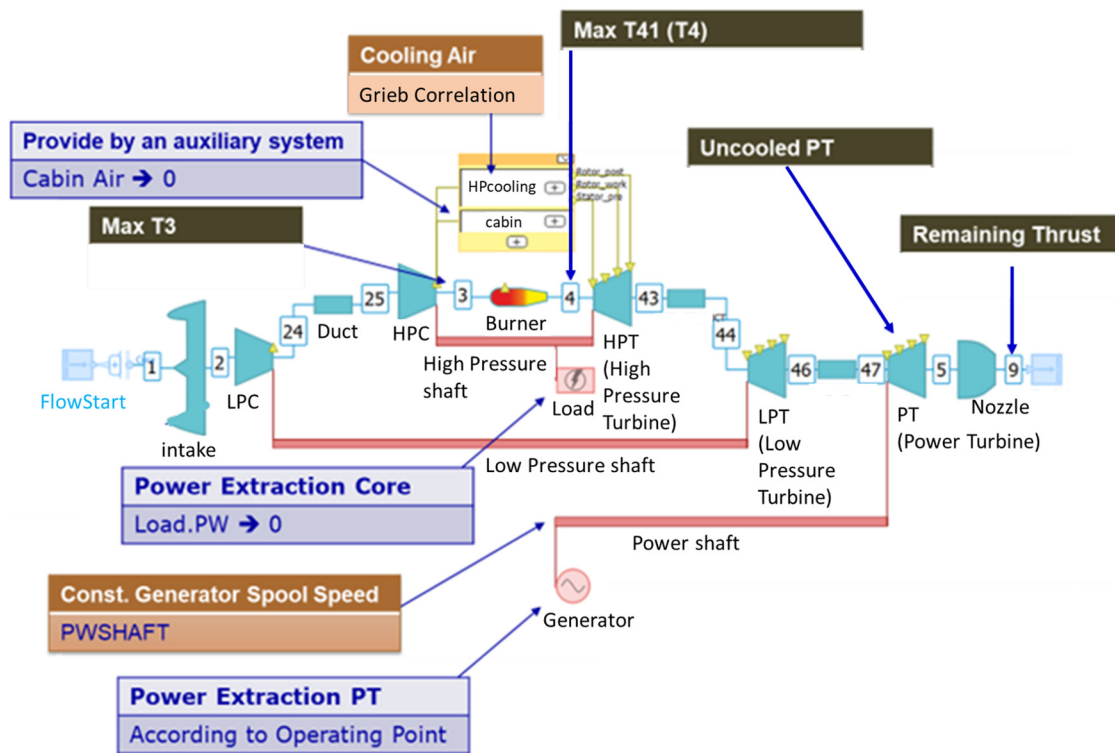 Max T41 (T4)
Cooling Air
Grieb Correlation
Provide by an auxiliary system
Cabin Air ➔ 0
Uncooled PT
Max T3
Remaining Thrust
Rotor_post
Rotor_work
Stator_pre
HPcooling
cabin
1
2
24
25
3
4
43
44
46
47
5
9
FlowStart
intake
LPC
Duct
HPC
Burner
HPT
(High
Pressure
Turbine)
High Pressure
shaft
Load
LPT
(Low
Pressure
Turbine)
PT
(Power Turbine)
Nozzle
Low Pressure shaft
Power Extraction Core
Load.PW ➔ 0
Power shaft
Const. Generator Spool Speed
PWSHAFT
Generator
Power Extraction PT
According to Operating Point